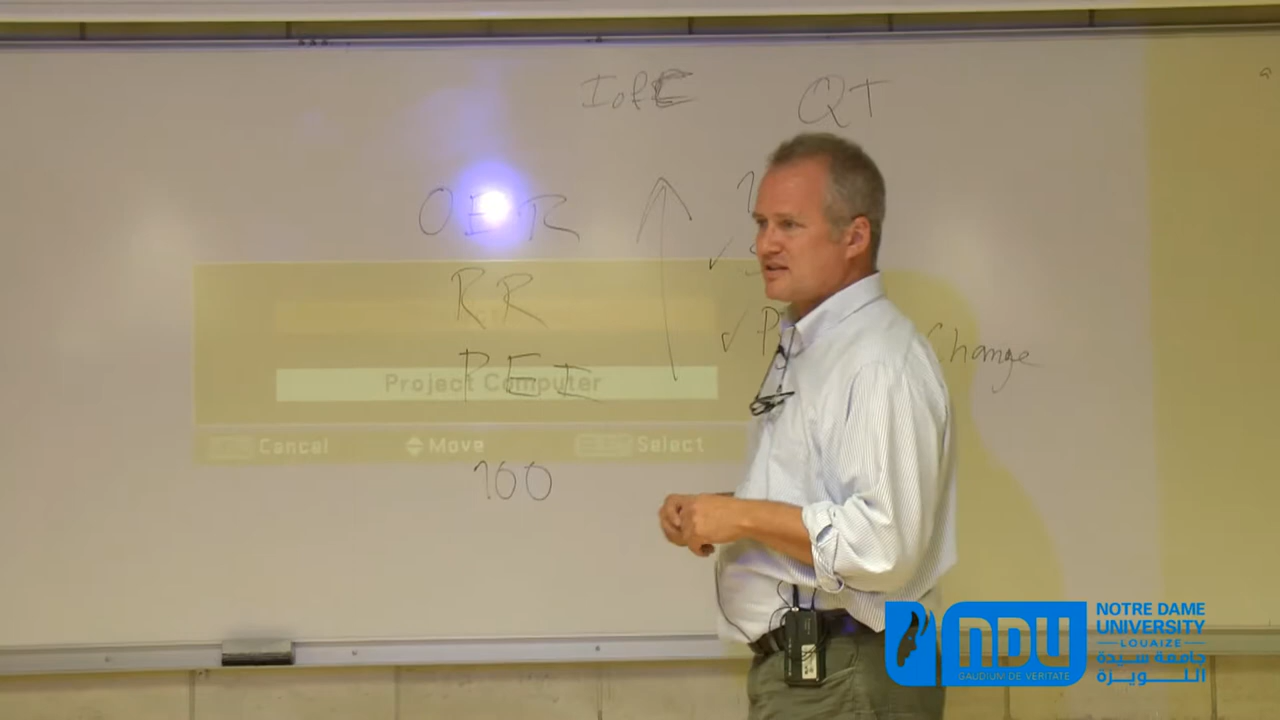 IofE QT
OER
RR
PEI
Change
Project Computer
Cancel Move Select
100
NDU
GAUDIUM DE VERITATE
NOTRE DAME
UNIVERSITY
LOUAIZE
جامعة سيدة
اللويزة